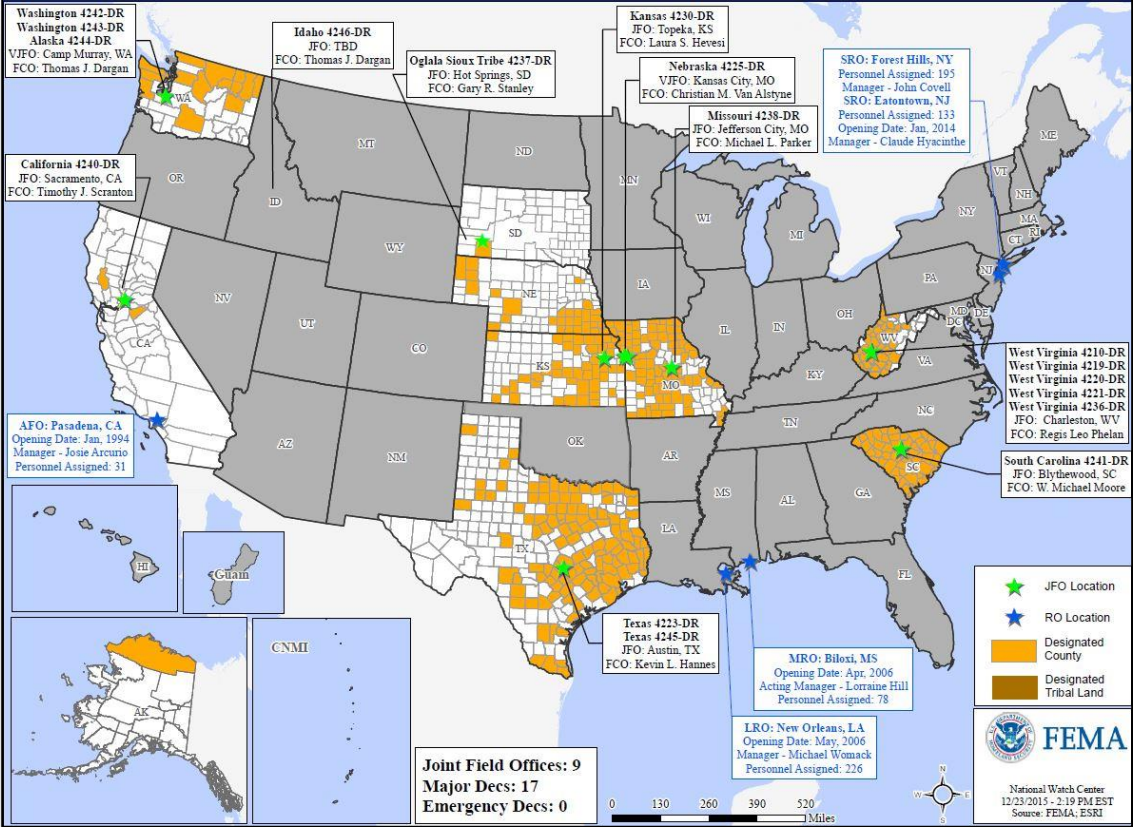 Washington 4242-DR
Washington 4243-DR
Alaska 4244-DR
VJFO: Camp Murray, WA
FCO: Thomas J. Dargan
Idaho 4246-DR
JFO: TBD
FCO: Thomas J. Dargan
Oglala Sioux Tribe 4237-DR
JFO: Hot Springs, SD
FCO: Gary R. Stanley
Kansas 4230-DR
JFO: Topeka, KS
FCO: Laura S. Hevesi
Nebraska 4225-DR
VJFO: Kansas City, MO
FCO: Christian M. Van Alstyne
Missouri 4238-DR
JFO: Jefferson City, MO
FCO: Michael L. Parker
SRO: Forest Hills, NY
Personnel Assigned: 195
Manager - John Covell
SRO: Eatontown, NJ
Personnel Assigned: 133
Opening Date: Jan, 2014
Manager - Claude Hyacinthe
California 4240-DR
JFO: Sacramento, CA
FCO: Timothy J. Scranton
WA
MT
ND
MN
ME
OR
ID
SD
WI
MI
VT
NH
NY
MA
RI
CT
WY
IA
PA
NJ
NV
NE
IL
IN
OH
MD
DE
DC
UT
CO
CA
KS
MO
WV
VA
KY
West Virginia 4210-DR
West Virginia 4219-DR
West Virginia 4220-DR
West Virginia 4221-DR
West Virginia 4236-DR
JFO: Charleston, WV
FCO: Regis Leo Phelan
AFO: Pasadena, CA
Opening Date: Jan, 1994
Manager - Josie Arcurio
Personnel Assigned: 31
AZ
NM
OK
AR
TN
NC
SC
South Carolina 4241-DR
JFO: Blythewood, SC
FCO: W. Michael Moore
MS
AL
GA
LA
TX
FL
HI
Guam
AK
CNMI
Texas 4223-DR
Texas 4245-DR
JFO: Austin, TX
FCO: Kevin L. Hannes
MRO: Biloxi, MS
Opening Date: Apr, 2006
Acting Manager - Lorraine Hill
Personnel Assigned: 78
LRO: New Orleans, LA
Opening Date: May, 2006
Manager - Michael Womack
Personnel Assigned: 226
JFO Location
RO Location
Designated
County
Designated
Tribal Land
Joint Field Offices: 9
Major Decs: 17
Emergency Decs: 0
0 130 260 390 520
Miles
N
W E
S
FEMA
National Watch Center
12/23/2015 - 2:19 PM EST
Source: FEMA; ESRI